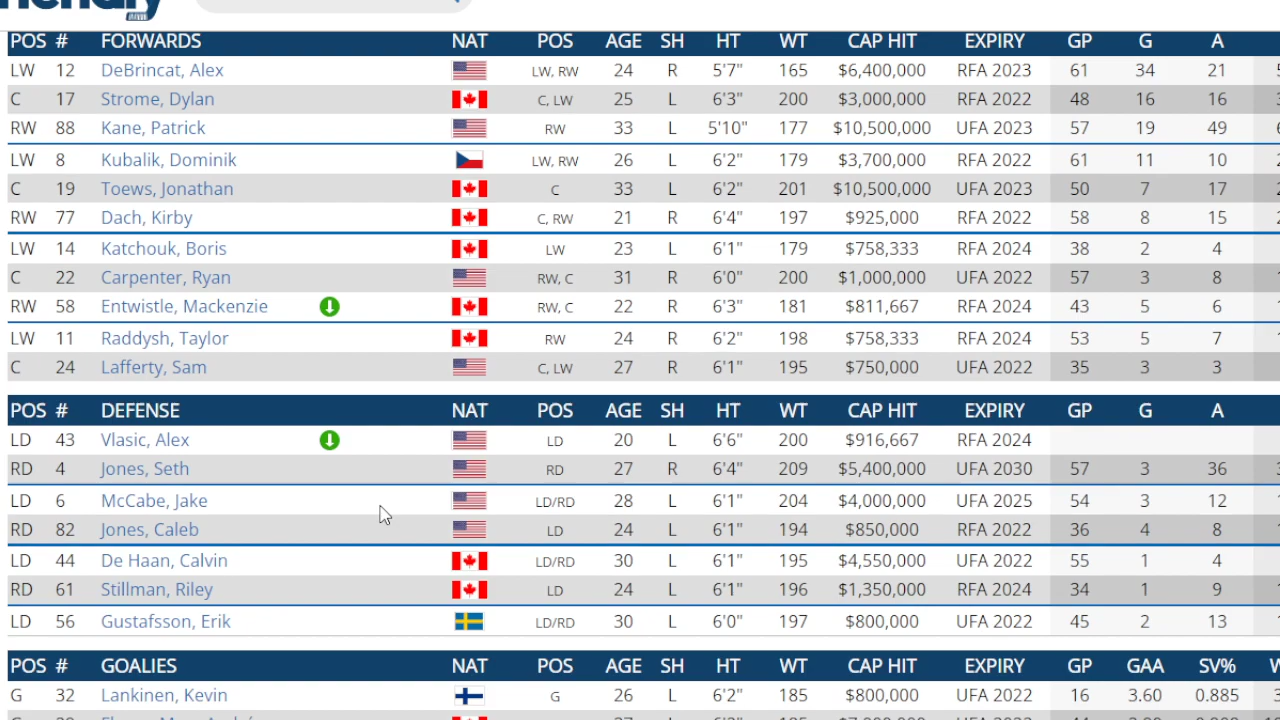 POS # FORWARDS NAT POS AGE SH HT WT CAP HIT EXPIRY GP G A
LW 12 DeBrincat, Alex LW, RW 24 R 5'7" 165 $6,400,000 RFA 2023 61 34 21
C 17 Strome, Dylan C, LW 25 L 6'3" 200 $3,000,000 RFA 2022 48 16 16
RW 88 Kane, Patrick RW 33 L 5'10" 177 $10,500,000 UFA 2023 57 19 49
LW 8 Kubalik, Dominik LW, RW 26 L 6'2" 179 $3,700,000 RFA 2022 61 11 10
C 19 Toews, Jonathan C 33 L 6'2" 201 $10,500,000 UFA 2023 50 7 17
RW 77 Dach, Kirby C, RW 21 R 6'4" 197 $925,000 RFA 2022 58 8 15
LW 14 Katchouk, Boris LW 23 L 6'1" 179 $758,333 RFA 2024 38 2 4
C 22 Carpenter, Ryan RW, C 31 R 6'0" 200 $1,000,000 UFA 2022 57 3 8
RW 58 Entwistle, Mackenzie RW, C 22 R 6'3" 181 $811,667 RFA 2024 43 5 6
LW 11 Raddysh, Taylor RW 24 R 6'2" 198 $758,333 RFA 2024 53 5 7
C 24 Lafferty, Sam C, LW 27 R 6'1" 195 $750,000 UFA 2022 35 3 3
POS # DEFENSE NAT POS AGE SH HT WT CAP HIT EXPIRY GP G A
LD 43 Vlasic, Alex LD 20 L 6'6" 200 $916,667 RFA 2024
RD 4 Jones, Seth RD 27 R 6'4" 209 $5,400,000 UFA 2030 57 3 36
LD 6 McCabe, Jake LD/RD 28 L 6'1" 204 $4,000,000 UFA 2025 54 3 12
RD 82 Jones, Caleb LD 24 L 6'1" 194 $850,000 RFA 2022 36 4 8
LD 44 De Haan, Calvin LD/RD 30 L 6'1" 195 $4,550,000 UFA 2022 55 1 4
RD 61 Stillman, Riley LD 24 L 6'1" 196 $1,350,000 RFA 2024 34 1 9
LD 56 Gustafsson, Erik LD/RD 30 L 6'0" 197 $800,000 UFA 2022 45 2 13
POS # GOALIES NAT POS AGE SH HT WT CAP HIT EXPIRY GP GAA SV%
G 32 Lankinen, Kevin G 26 L 6'2" 185 $800,000 UFA 2022 16 3.60 0.885